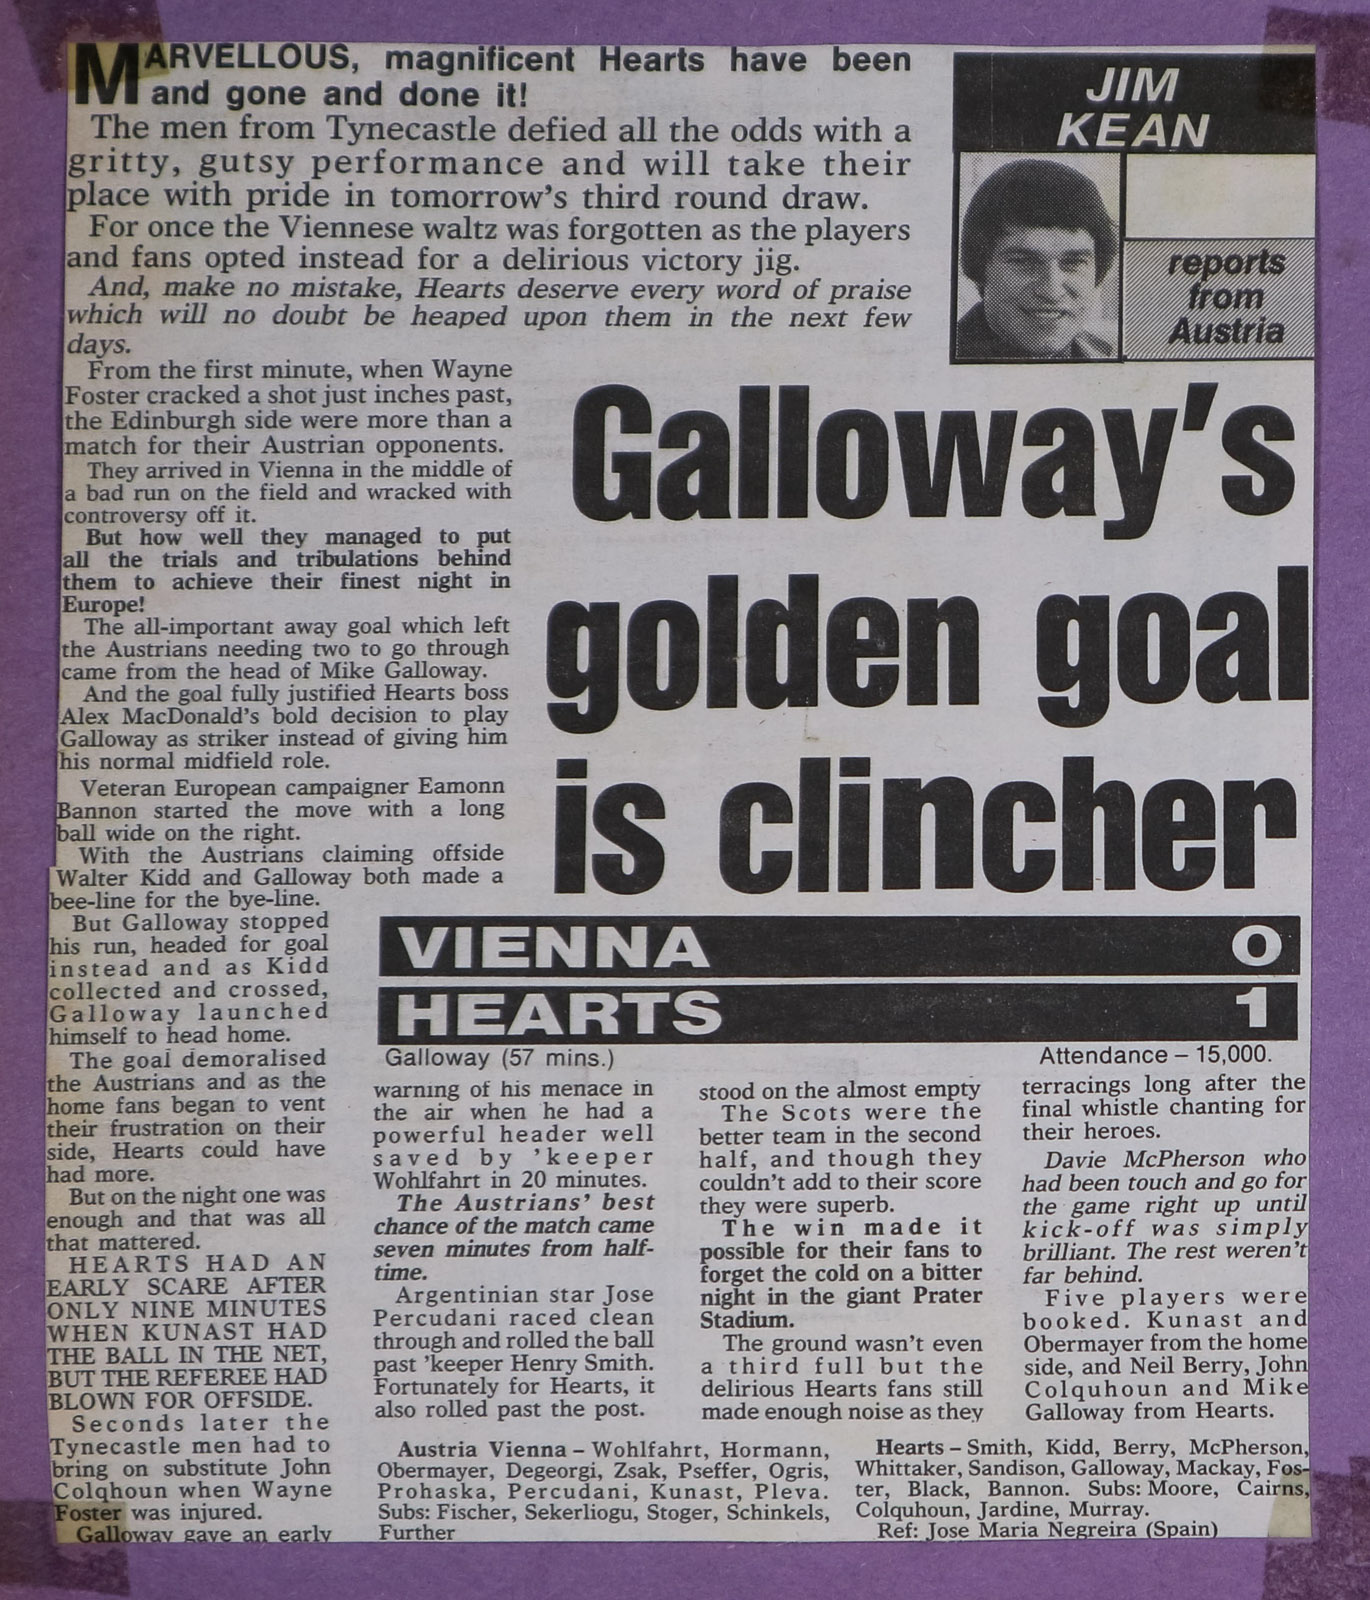 MARVELLOUS, magnificent Hearts have been
and gone and done it!
The men from Tynecastle defied all the odds with a
gritty, gutsy performance and will take their
place with pride in tomorrow's third round draw.
For once the Viennese waltz was forgotten as the players
and fans opted instead for a delirious victory jig.
And, make no mistake, Hearts deserve every word of praise
which will no doubt be heaped upon them in the next few
days.
JIM
KEAN
reports
from
Austria
Galloway's
golden goal
is clincher
From the first minute, when Wayne
Foster cracked a shot just inches past,
the Edinburgh side were more than a
match for their Austrian opponents.
They arrived in Vienna in the middle of
a bad run on the field and wracked with
controversy off it.
But how well they managed to put
all the trials and tribulations behind
them to achieve their finest night in
Europe!
The all-important away goal which left
the Austrians needing two to go through
came from the head of Mike Galloway.
And the goal fully justified Hearts boss
Alex MacDonald's bold decision to play
Galloway as striker instead of giving him
his normal midfield role.
Veteran European campaigner Eamonn
Bannon started the move with a long
ball wide on the right.
With the Austrians claiming offside
Walter Kidd and Galloway both made a
bee-line for the bye-line.
But Galloway stopped
his run, headed for goal
instead and as Kidd
collected and crossed,
Galloway launched
himself to head home.
The goal demoralised
the Austrians and as the
home fans began to vent
their frustration on their
side, Hearts could have
had more.
But on the night one was
enough and that was all
that mattered.
HEARTS HAD AN
EARLY SCARE AFTER
ONLY NINE MINUTES
WHEN KUNAST HAD
THE BALL IN THE NET,
BUT THE REFEREE HAD
BLOWN FOR OFFSIDE.
Seconds later the
Tynecastle men had to
bring on substitute John
Colqhoun when Wayne
Foster was injured.
Galloway gave an early
VIENNA 0
HEARTS 1
Galloway (57 mins.)
Attendance – 15,000.
warning of his menace in
the air when he had a
powerful header well
saved by 'keeper
Wohlfahrt in 20 minutes.
The Austrians' best
chance of the match came
seven minutes from half-
time.
Argentinian star Jose
Percudani raced clean
through and rolled the ball
past 'keeper Henry Smith.
Fortunately for Hearts, it
also rolled past the post.
stood on the almost empty
The Scots were the
better team in the second
half, and though they
couldn't add to their score
they were superb.
The win made it
possible for their fans to
forget the cold on a bitter
night in the giant Prater
Stadium.
The ground wasn't even
a third full but the
delirious Hearts fans still
made enough noise as they
terracings long after the
final whistle chanting for
their heroes.
Davie McPherson who
had been touch and go for
the game right up until
kick-off was simply
brilliant. The rest weren't
far behind.
Five players were
booked. Kunast and
Obermayer from the home
side, and Neil Berry, John
Colquhoun and Mike
Galloway from Hearts.
Austria Vienna – Wohlfahrt, Hormann,
Obermayer, Degeorgi, Zsak, Pseffer, Ogris,
Prohaska, Percudani, Kunast, Pleva.
Subs: Fischer, Sekerliogu, Stoger, Schinkels,
Further
Hearts – Smith, Kidd, Berry, McPherson,
Whittaker, Sandison, Galloway, Mackay, Fos-
ter, Black, Bannon. Subs: Moore, Cairns,
Colquhoun, Jardine, Murray.
Ref: Jose Maria Negreira (Spain)